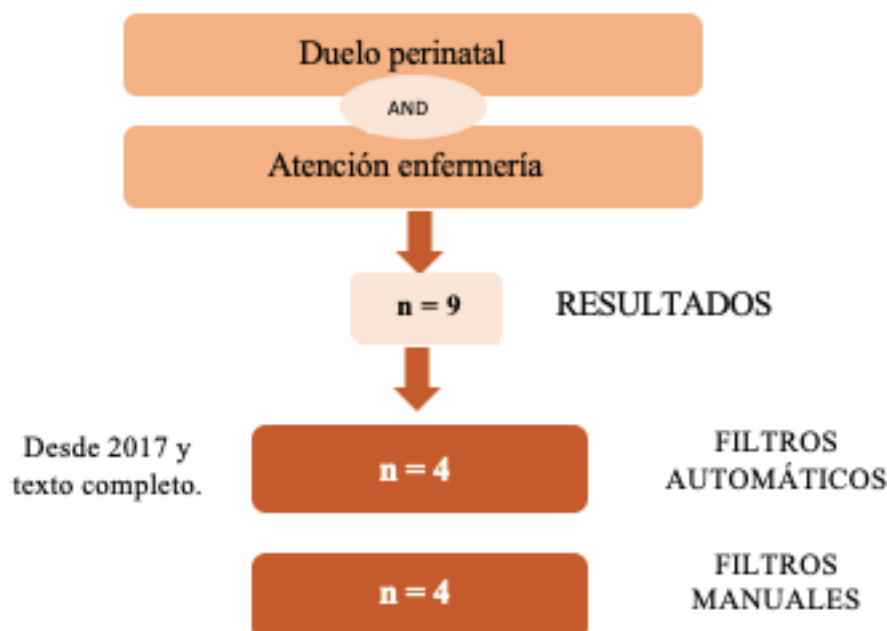 Duelo perinatal
AND
Atención enfermería
n = 9
RESULTADOS
Desde 2017 y
texto completo.
n = 4
FILTROS
AUTOMÁTICOS
n = 4
FILTROS
MANUALES